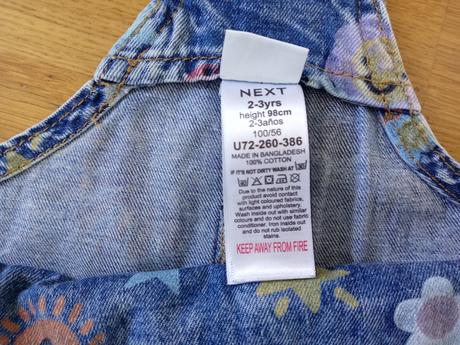 NEXT
2-3yrs
height 98cm
2-3años
100/56
U72-260-386
MADE IN BANGLADESH
100% COTTON
IF IT'S NOT DIRTY WASH AT 30
Due to the nature of this
product avoid contact
with light coloured fabrics,
surfaces and upholstery.
Wash inside out with similar
colours and do not use fabric
conditioner. Iron inside out
and do not rub isolated
stains.
KEEP AWAY FROM FIRE